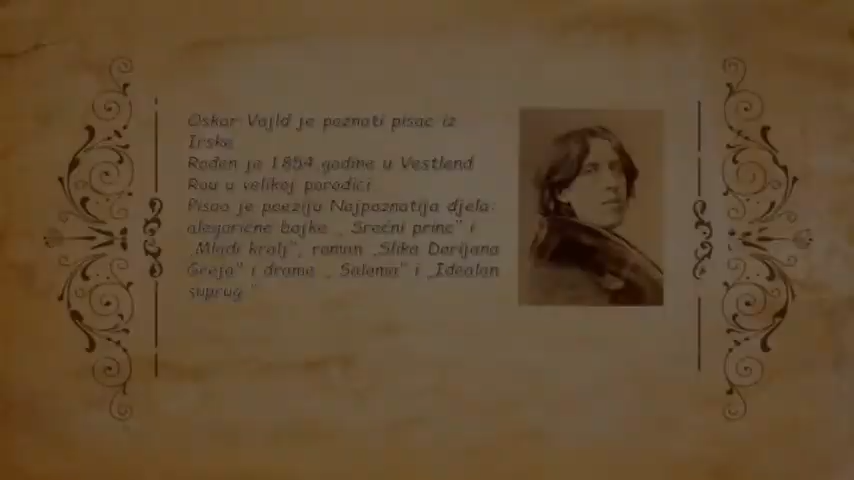 Oskar Vajld je poznati pisac iz
Irske
Rođen je 1854.godine u Vestlend
Rou u velikoj porodici.
Pisao je poeziju Najpoznatija djela:
alegorične bajke „ Srećni princ" i
„Mladi kralj", roman „Slika Dorijana
Greja" i drame „ Saloma" i „Idealan
suprug "